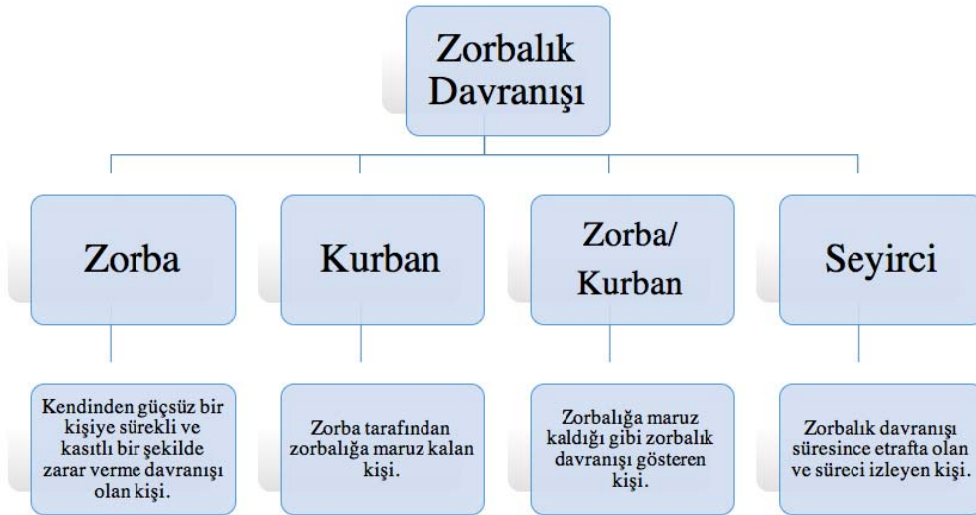 Zorbalık
Davranışı
Zorba
Kurban
Zorba/
Kurban
Seyirci
Kendinden güçsüz bir
kişiye sürekli ve
kasıtlı bir şekilde
zarar verme davranışı
olan kişi.
Zorba tarafından
zorbalığa maruz kalan
kişi.
Zorbalığa maruz
kaldığı gibi zorbalık
davranışı gösteren
kişi.
Zorbalık davranışı
süresince etrafta olan
ve süreci izleyen kişi.